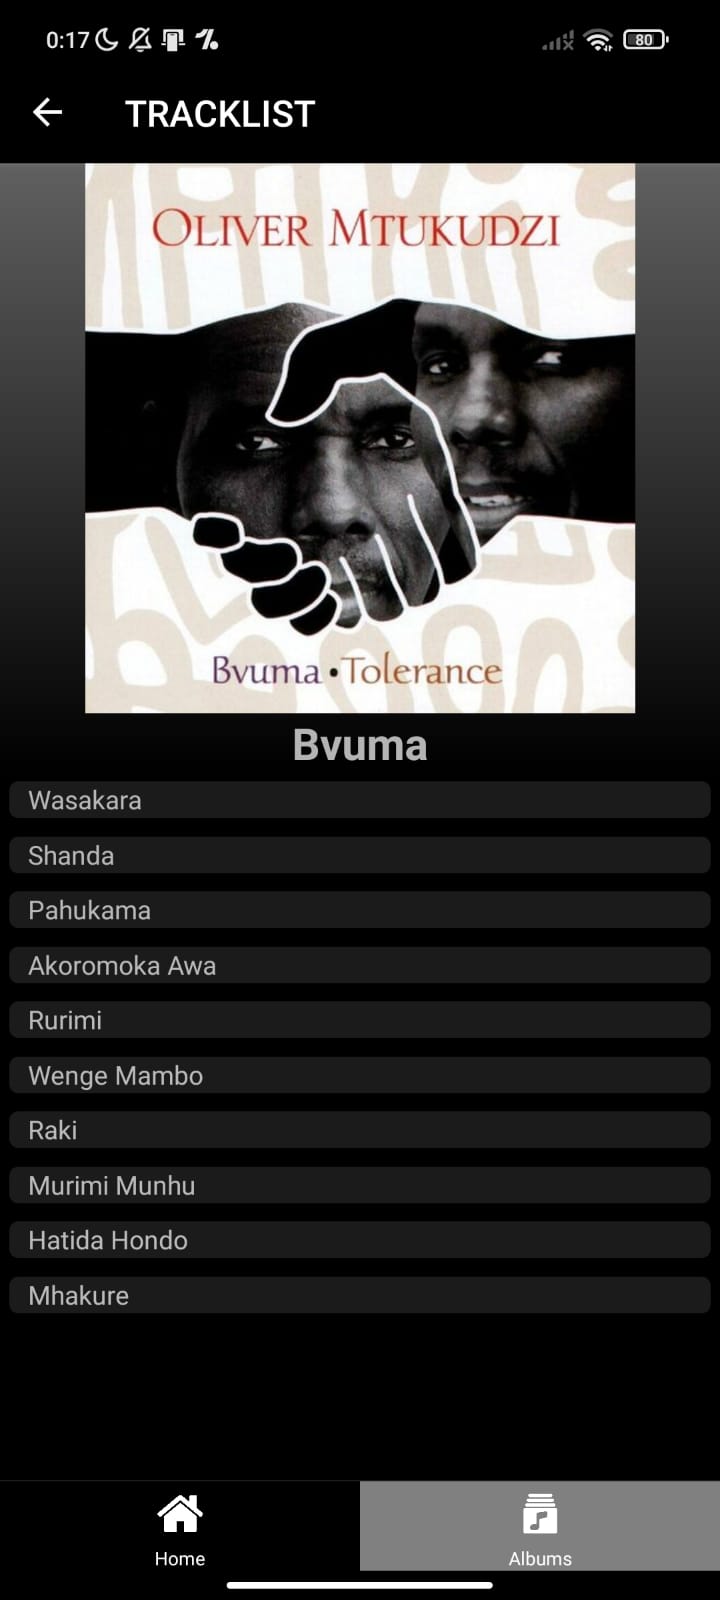 0:17
80
TRACKLIST
OLIVER MTUKUDZI
Bvuma • Tolerance
Bvuma
Wasakara
Shanda
Pahukama
Akoromoka Awa
Rurimi
Wenge Mambo
Raki
Murimi Munhu
Hatida Hondo
Mhakure
Home
Albums